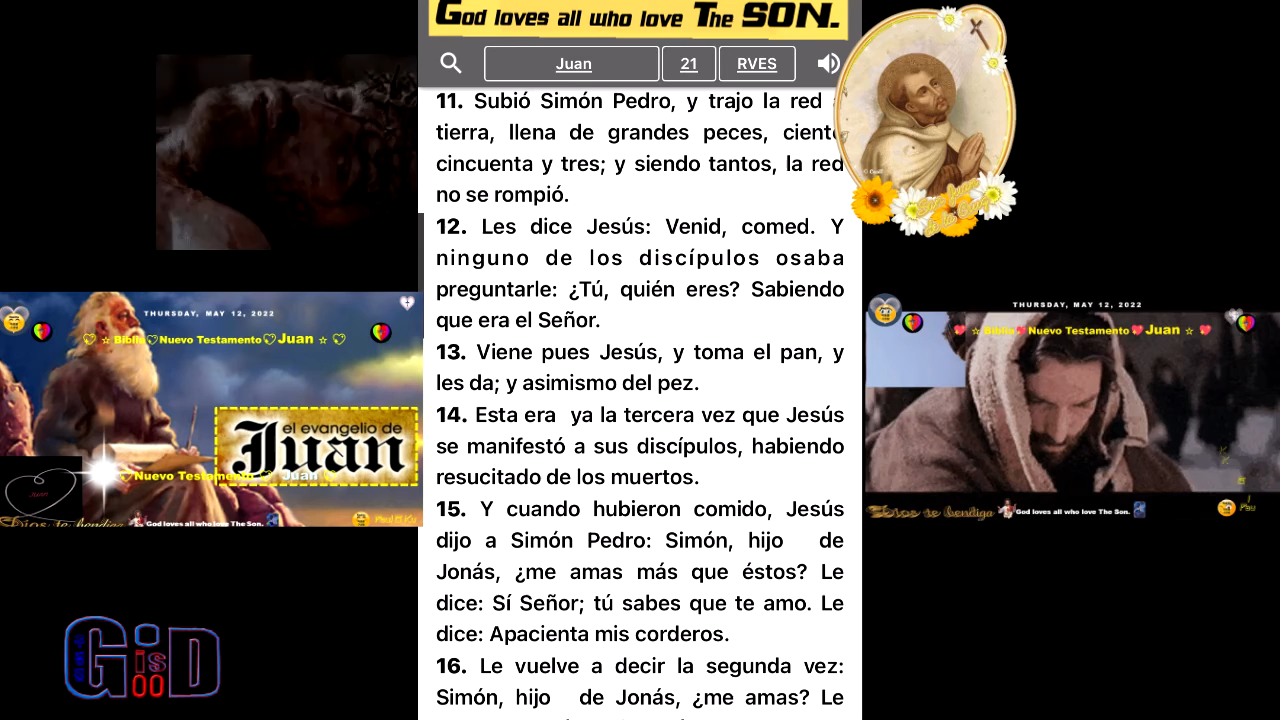 God loves all who love The SON.
Juan 21 RVES
11. Subió Simón Pedro, y trajo la red
tierra, llena de grandes peces, ciento
cincuenta y tres; y siendo tantos, la red
no se rompió.
12. Les dice Jesús: Venid, comed. Y
ninguno de los discípulos osaba
preguntarle: ¿Tú, quién eres? Sabiendo
que era el Señor.
13. Viene pues Jesús, y toma el pan, y
les da; y asimismo del pez.
14. Esta era ya la tercera vez que Jesús
se manifestó a sus discípulos, habiendo
resucitado de los muertos.
15. Y cuando hubieron comido, Jesús
dijo a Simón Pedro: Simón, hijo de
Jonás, ¿me amas más que éstos? Le
dice: Sí Señor; tú sabes que te amo. Le
dice: Apacienta mis corderos.
16. Le vuelve a decir la segunda vez:
Simón, hijo de Jonás, ¿me amas? Le
THURSDAY, MAY 12, 2022
☆ Biblia Nuevo Testamento Juan ☆
el evangelio de
Juan
Nuevo Testamento Juan
Dios te bendiga
God loves all who love The Son.
GOD is
THURSDAY, MAY 12, 2022
☆ Biblia Nuevo Testamento Juan ☆
Dios te bendiga
God loves all who love The Son.
Pau